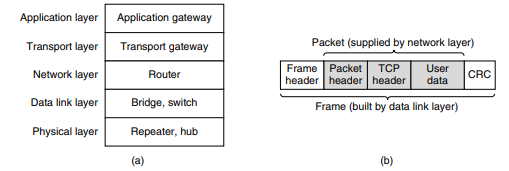 Application layer Application gateway
Transport layer Transport gateway
Network layer Router
Data link layer Bridge, switch
Physical layer Repeater, hub
(a)
Packet (supplied by network layer)
Frame Packet TCP User CRC
header header header data
Frame (built by data link layer)
(b)